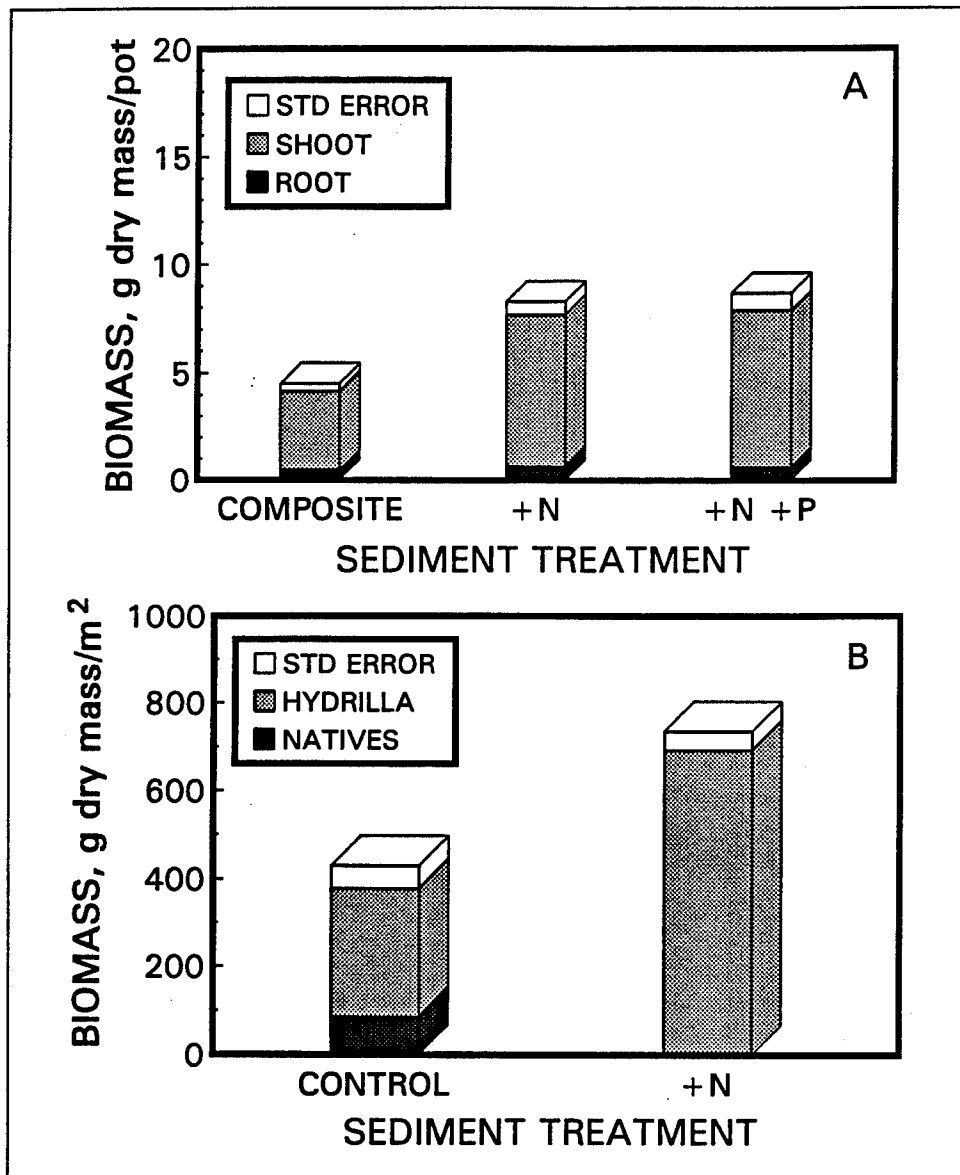 A
BIOMASS, g dry mass/pot
20
15
10
5
0
STD ERROR
SHOOT
ROOT
COMPOSITE
+N
+N +P
SEDIMENT TREATMENT
B
BIOMASS, g dry mass/m²
1000
800
600
400
200
0
STD ERROR
HYDRILLA
NATIVES
CONTROL
+N
SEDIMENT TREATMENT